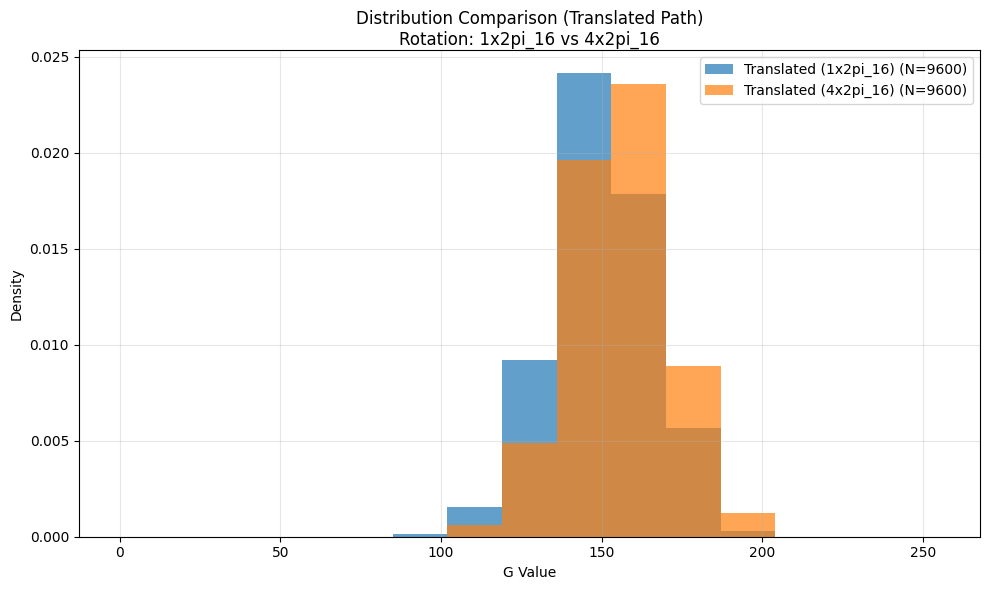 Distribution Comparison (Translated Path)
Rotation: 1x2pi_16 vs 4x2pi_16
Translated (1x2pi_16) (N=9600)
Translated (4x2pi_16) (N=9600)
Density
0.025
0.020
0.015
0.010
0.005
0.000
0 50 100 150 200 250
G Value